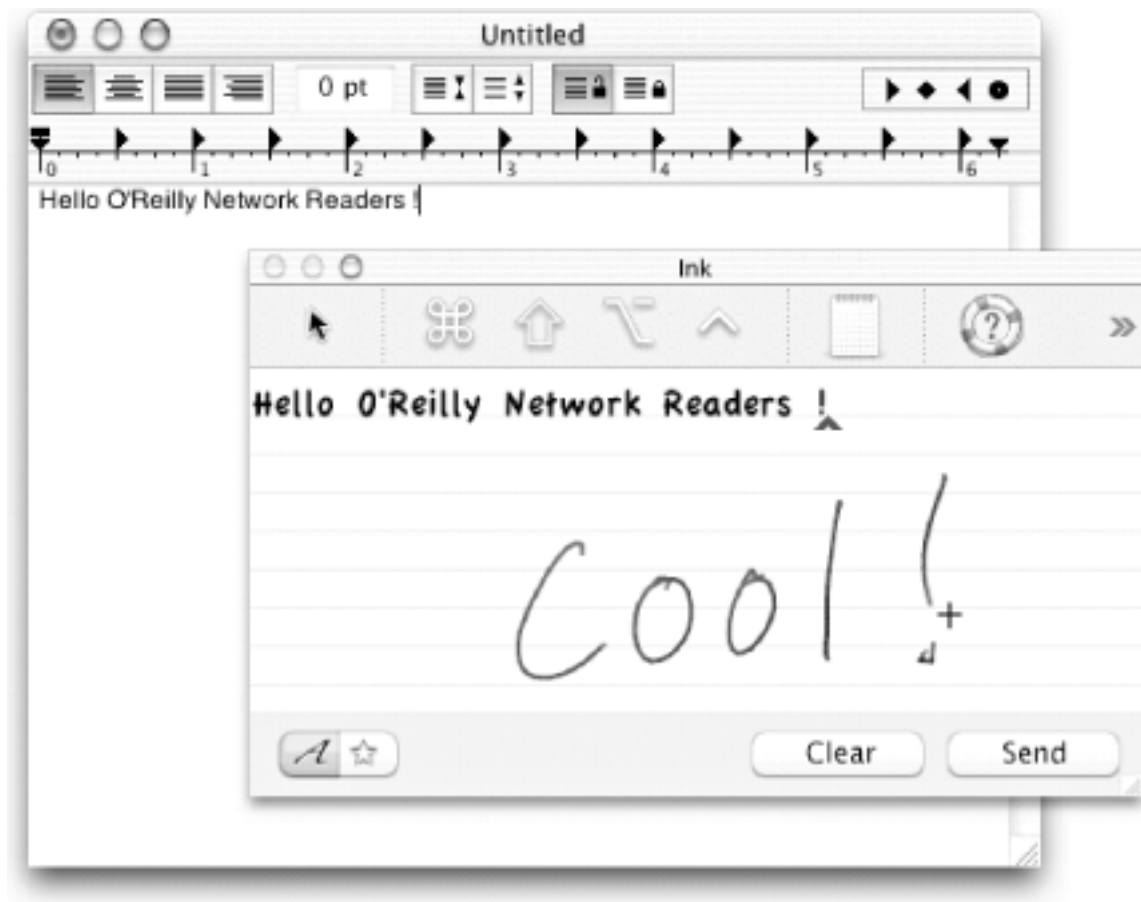 Untitled
0 pt
0 1 2 3 4 5 6
Hello O'Reilly Network Readers !
Ink
?
Hello O'Reilly Network Readers !
Cool!
A
Clear Send